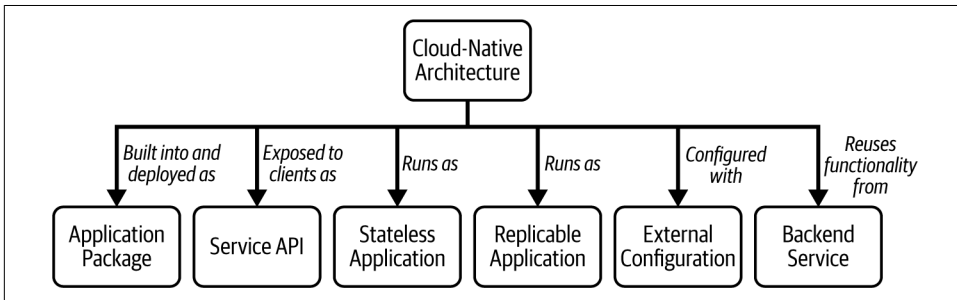 Cloud-Native
Architecture
Built into and
deployed as
Exposed to
clients as
Runs as
Runs as
Configured
with
Reuses
functionality
from
Application
Package
Service API
Stateless
Application
Replicable
Application
External
Configuration
Backend
Service